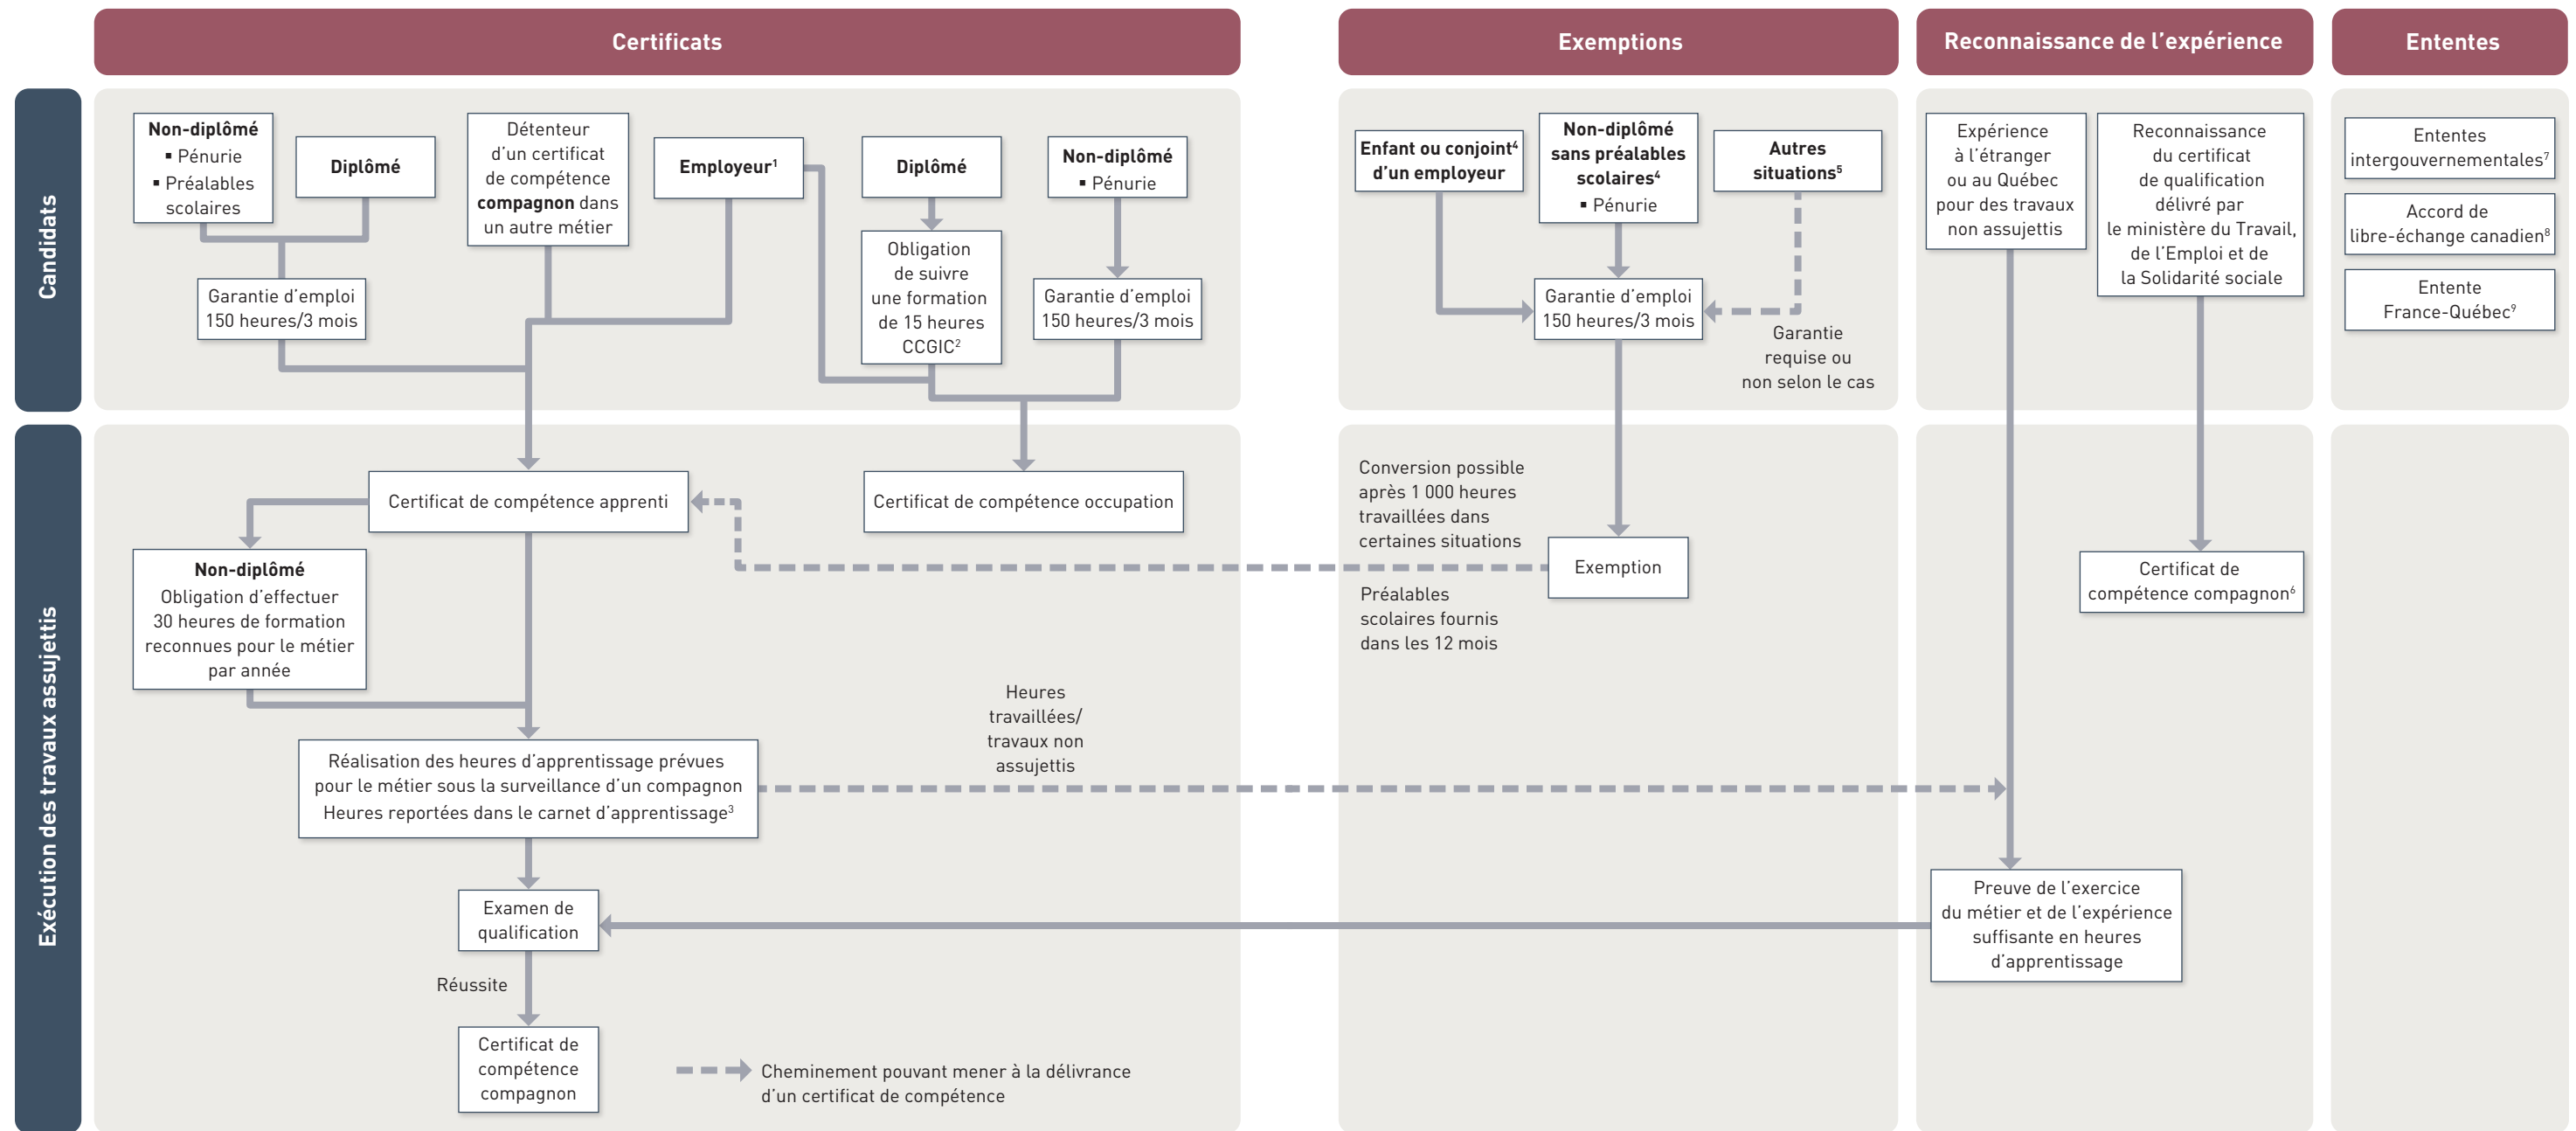 Certificats
Exemptions
Reconnaissance de l’expérience
Ententes
Candidats
Non-diplômé
▪ Pénurie
▪ Préalables
scolaires
Diplômé
Détenteur
d’un certificat
de compétence
compagnon dans
un autre métier
Employeur¹
Diplômé
Non-diplômé
▪ Pénurie
Garantie d’emploi
150 heures/3 mois
Obligation
de suivre
une formation
de 15 heures
CCGIC²
Garantie d’emploi
150 heures/3 mois
Enfant ou conjoint⁴
d’un employeur
Non-diplômé
sans préalables
scolaires⁴
▪ Pénurie
Autres
situations⁵
Garantie d’emploi
150 heures/3 mois
Garantie
requise ou
non selon le cas
Expérience
à l’étranger
ou au Québec
pour des travaux
non assujettis
Reconnaissance
du certificat
de qualification
délivré par
le ministère du Travail,
de l’Emploi et de
la Solidarité sociale
Ententes
intergouvernementales⁷
Accord de
libre-échange canadien⁸
Entente
France-Québec⁹
Exécution des travaux assujettis
Certificat de compétence apprenti
Certificat de compétence occupation
Non-diplômé
Obligation d’effectuer
30 heures de formation
reconnues pour le métier
par année
Conversion possible
après 1 000 heures
travaillées dans
certaines situations
Exemption
Préalables
scolaires fournis
dans les 12 mois
Certificat de
compétence compagnon⁶
Heures
travaillées/
travaux non
assujettis
Réalisation des heures d’apprentissage prévues
pour le métier sous la surveillance d’un compagnon
Heures reportées dans le carnet d’apprentissage³
Examen de
qualification
Preuve de l’exercice
du métier et de l’expérience
suffisante en heures
d’apprentissage
Réussite
Certificat de
compétence
compagnon
Cheminement pouvant mener à la délivrance
d’un certificat de compétence